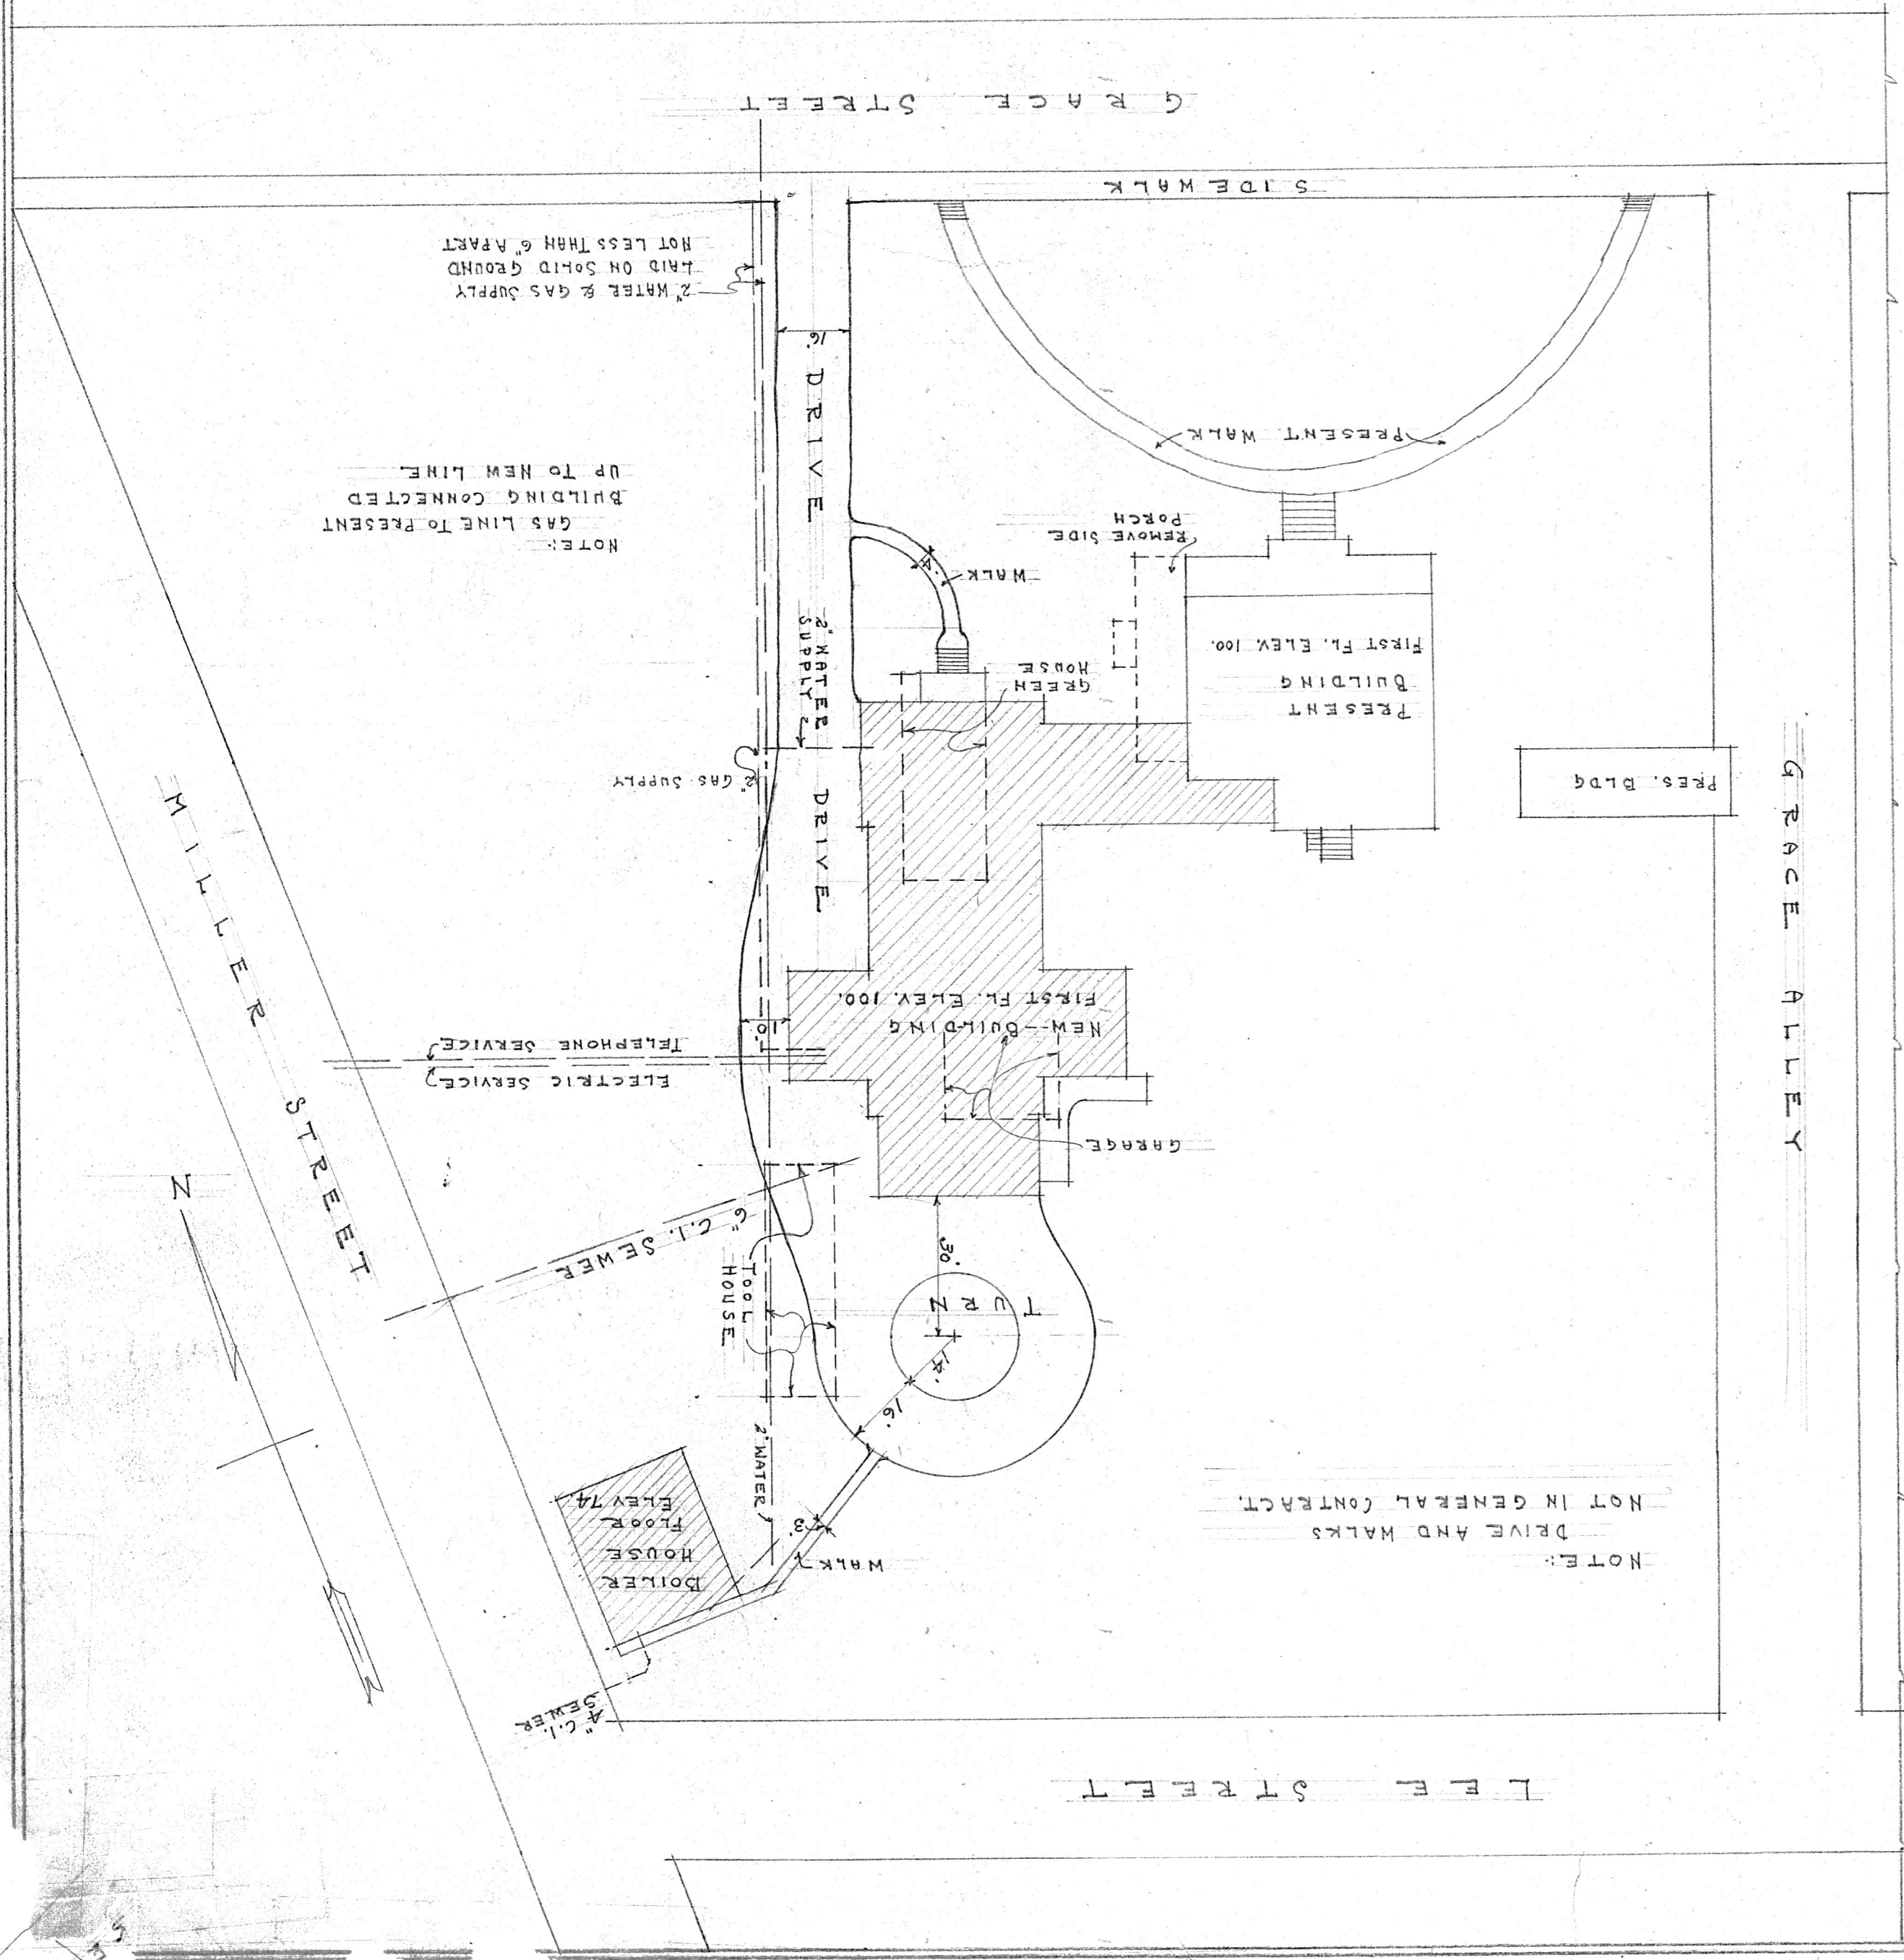 LEE STREET
4" C.I.
SEWER
NOTE:
DRIVE AND WALKS
NOT IN GENERAL CONTRACT.
WALK
3'
BOILER
HOUSE
FLOOR
ELEV 74.
2" WATER
16'
14'
TURN
30'
TOOL
HOUSE
6" C.I. SEWER
N
MILLER STREET
GRACE ALLEY
GARAGE
ELECTRIC SERVICE
TELEPHONE SERVICE
10'
NEW BUILDING
FIRST FL. ELEV. 100.
DRIVE
PRES. BLDG
2" GAS SUPPLY
2" WATER
SUPPLY
PRESENT
BUILDING
FIRST FL. ELEV. 100.
GREEN
HOUSE
WALK
4'
REMOVE SIDE
PORCH
NOTE:
GAS LINE TO PRESENT
BUILDING CONNECTED
UP TO NEW LINE
PRESENT WALK
DRIVE
16'
2" WATER & GAS SUPPLY
LAID ON SOLID GROUND
NOT LESS THAN 6" APART
SIDEWALK
GRACE STREET